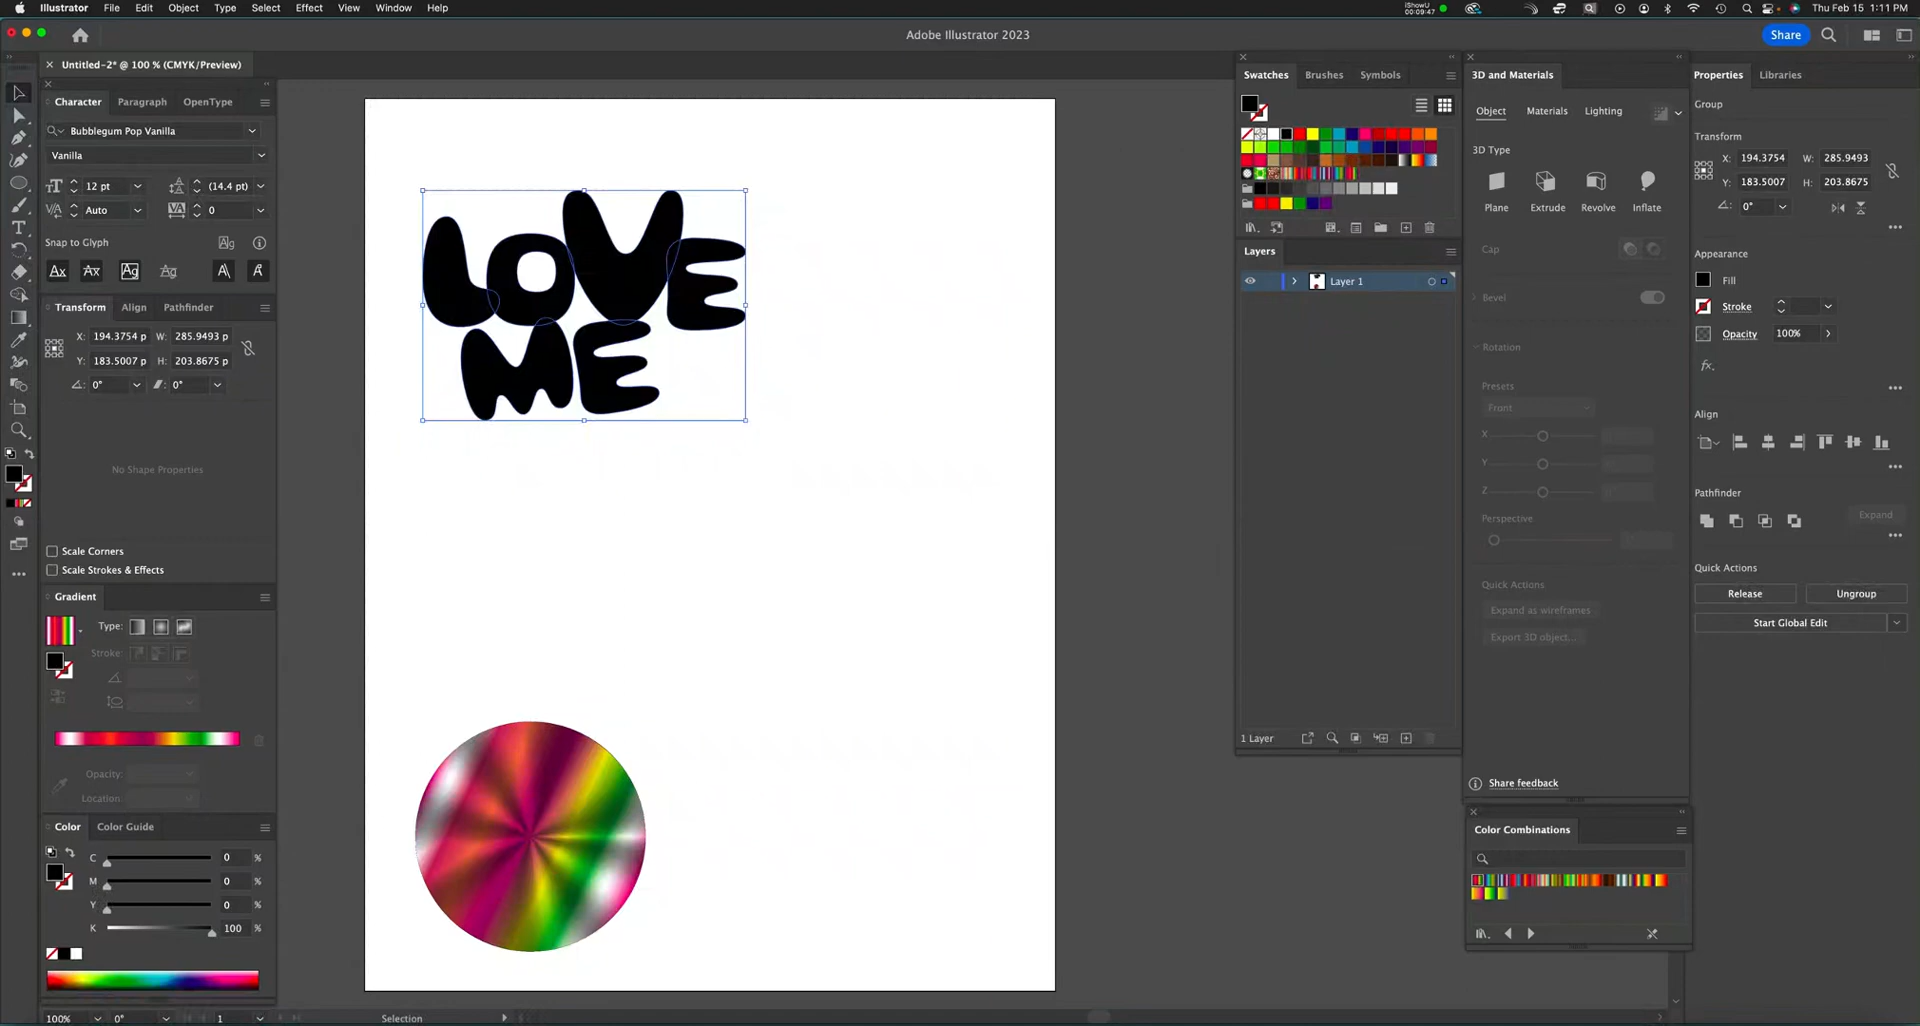 Illustrator File Edit Object Type Select Effect View Window Help
iShowU
00:09:47
Thu Feb 15 1:11 PM
Adobe Illustrator 2023
Share
Untitled-2* @ 100 % (CMYK/Preview)
Character Paragraph OpenType
Bubblegum Pop Vanilla
Vanilla
12 pt (14.4 pt)
Auto 0
Snap to Glyph
Transform Align Pathfinder
X: 194.3754 p W: 285.9493
Y: 183.5007 p H: 203.8675 p
0° 0°
No Shape Properties
Scale Corners
Scale Strokes & Effects
Gradient
Type:
Stroke:
Opacity:
Location:
Color Color Guide
C 0 %
M 0 %
Y 0 %
K 100 %
100% 0° 1 Selection
LOVE
ME
Swatches Brushes Symbols
Layers
Layer 1
1 Layer
3D and Materials
Object Materials Lighting
3D Type
Plane Extrude Revolve Inflate
Cap
Bevel
Rotation
Presets
Front
X
Y
Z
Perspective
Quick Actions
Expand as wireframes
Export 3D object...
Share feedback
Color Combinations
Properties Libraries
Group
Transform
X: 194.3754 W: 285.9493
Y: 183.5007 H: 203.8675
0°
Appearance
Fill
Stroke
Opacity 100%
fx.
Align
Pathfinder
Expand
Quick Actions
Release Ungroup
Start Global Edit